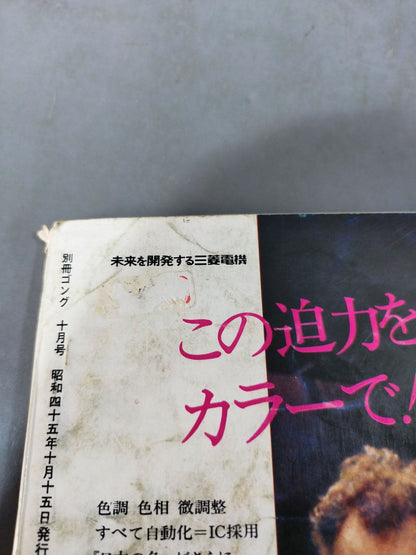 別冊ゴング 十月号 昭和四十五年十月十五日発行
未来を開発する三菱電機
この迫力を
カラーで!
色調 色相 微調整
すべて自動化=IC採用